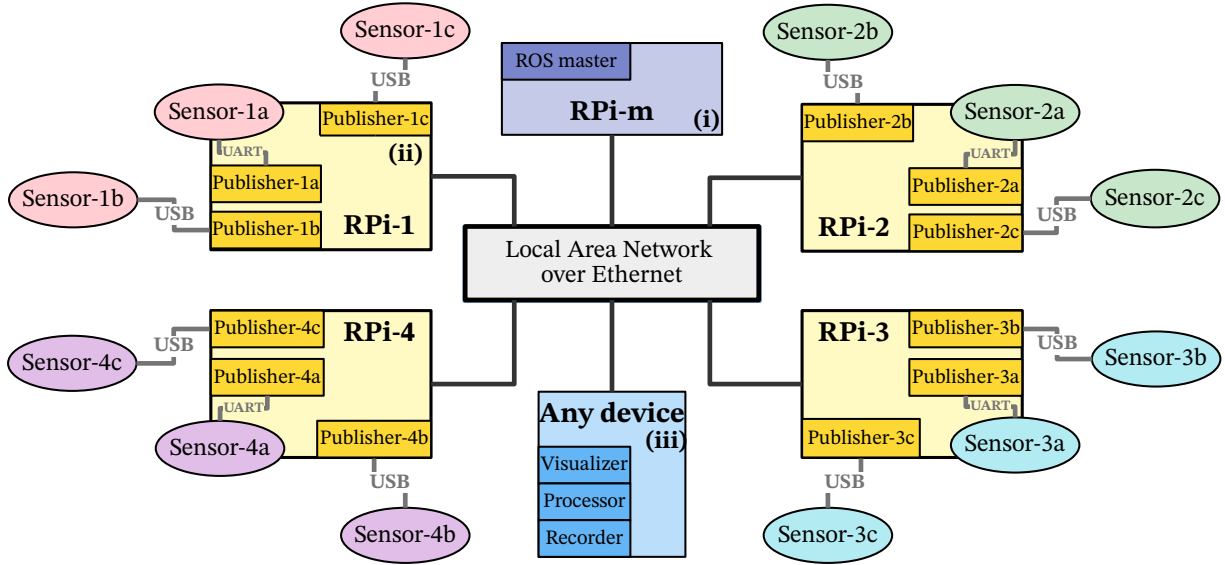 Sensor-1c
USB
Sensor-1a
UART
Publisher-1c
(ii)
Publisher-1a
Sensor-1b
USB
Publisher-1b
RPi-1
ROS master
RPi-m
(i)
Sensor-2b
USB
Publisher-2b
Sensor-2a
UART
Publisher-2a
Sensor-2c
USB
RPi-2
Publisher-2c
Local Area Network
over Ethernet
Publisher-4c
RPi-4
USB
Sensor-4c
Publisher-4a
UART
Sensor-4a
Publisher-4b
USB
Sensor-4b
Any device
(iii)
Visualizer
Processor
Recorder
RPi-3
Publisher-3b
USB
Sensor-3b
Publisher-3a
UART
Sensor-3a
Publisher-3c
USB
Sensor-3c